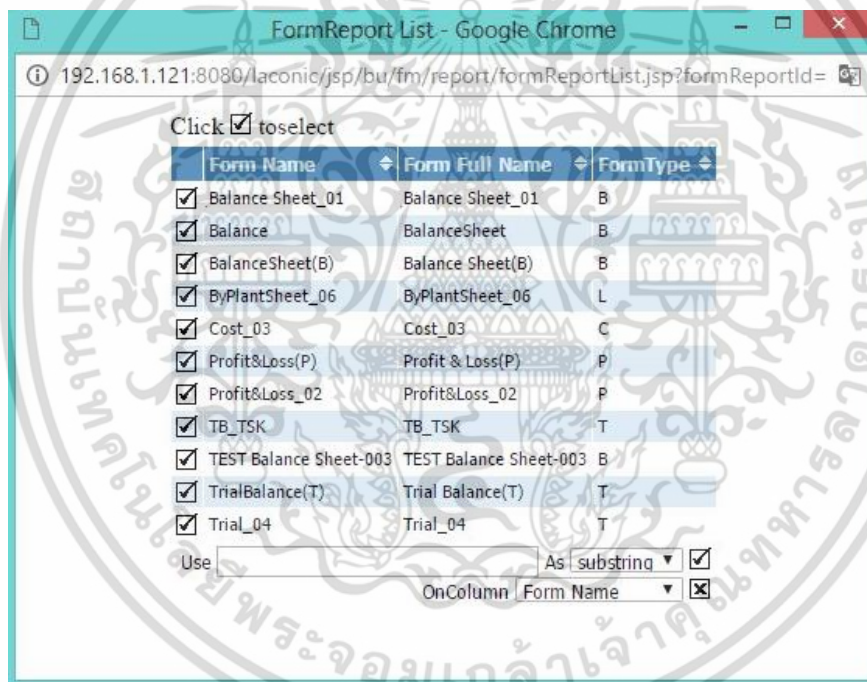 FormReport List - Google Chrome
192.168.1.121:8080/laconic/jsp/bu/fm/report/formReportList.jsp?formReportId=
Click toselect
Form Name Form Full Name FormType
Balance Sheet_01 Balance Sheet_01 B
Balance BalanceSheet B
BalanceSheet(B) Balance Sheet(B) B
ByPlantSheet_06 ByPlantSheet_06 L
Cost_03 Cost_03 C
Profit&Loss(P) Profit & Loss(P) P
Profit&Loss_02 Profit&Loss_02 P
TB_TSK TB_TSK T
TEST Balance Sheet-003 TEST Balance Sheet-003 B
TrialBalance(T) Trial Balance(T) T
Trial_04 Trial_04 T
Use As substring
OnColumn Form Name